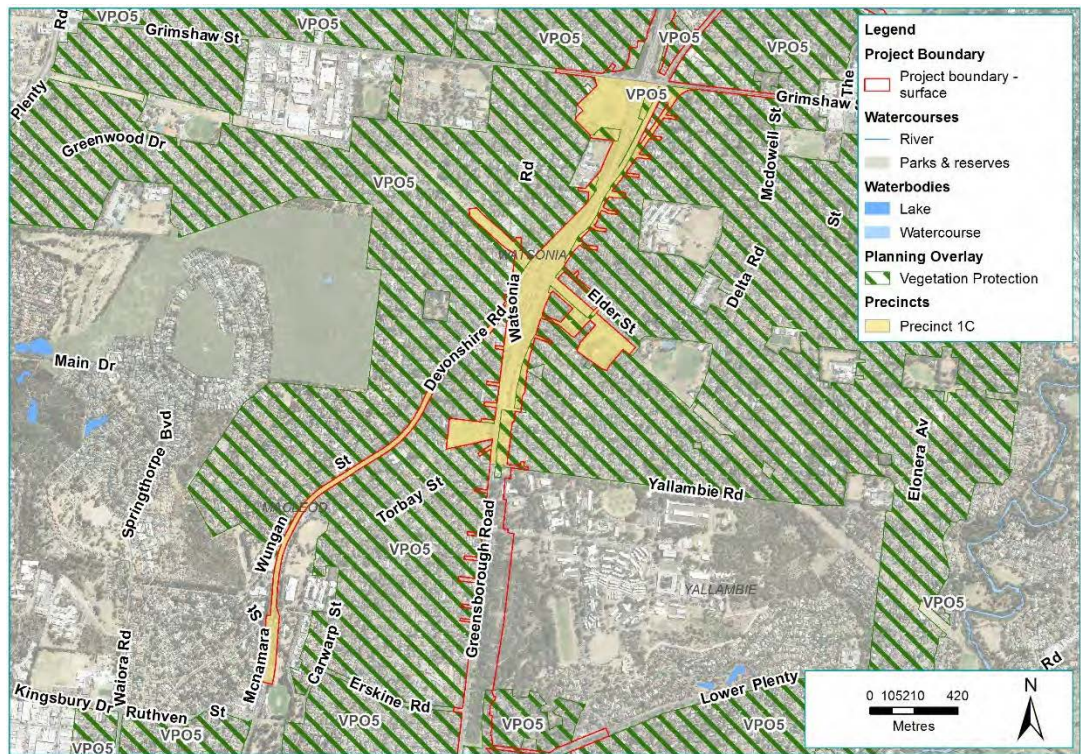 VPO5
VPO5
VPO5
VPO5
Rd
Grimshaw St
Plenty
Greenwood Dr
VPO5
Rd
VPO5
Grimshaw
The
Mcdowell St
St
WATSONIA
Watsonia
Devonshire Rd
Elder St
Delta Rd
Main Dr
Springthorpe Bvd
St
MACLEOD
Wungan
Torbay St
VPO5
Yallambie Rd
Elonera Av
Greensborough Road
YALLAMBIE
VPO5
St
Mcnamara
Carwarp St
Waiora Rd
Kingsbury Dr
Ruthven St
Erskine Rd
VPO5
VPO5
VPO5
Lower Plenty
Rd
Legend
Project Boundary
Project boundary -
surface
Watercourses
River
Parks & reserves
Waterbodies
Lake
Watercourse
Planning Overlay
Vegetation Protection
Precincts
Precinct 1C
0 105210 420
Metres
N